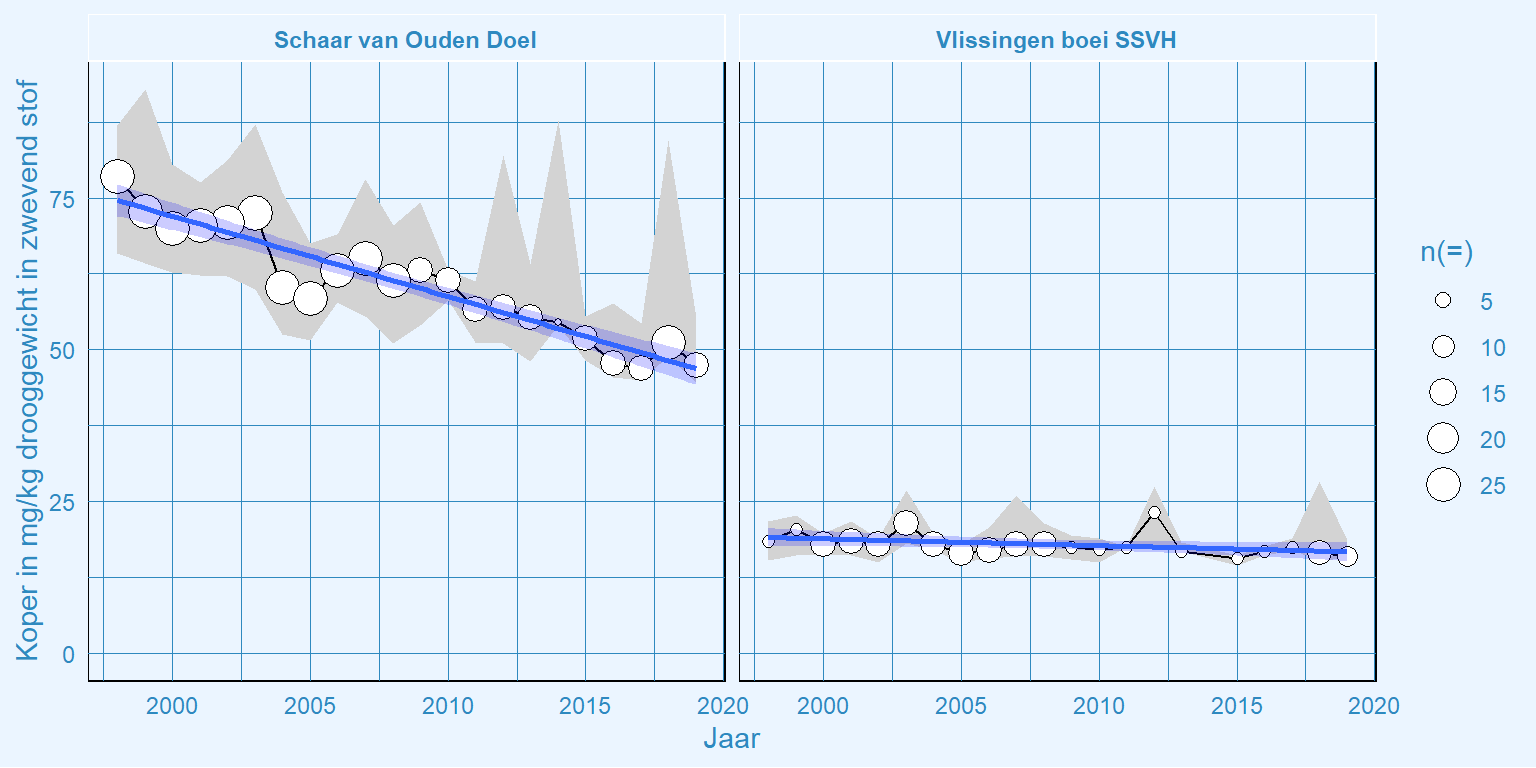 Schaar van Ouden Doel
Vlissingen boei SSVH
Koper in mg/kg drooggewicht in zwevend stof
75
50
25
0
2000 2005 2010 2015 2020
2000 2005 2010 2015 2020
Jaar
n(=)
5
10
15
20
25